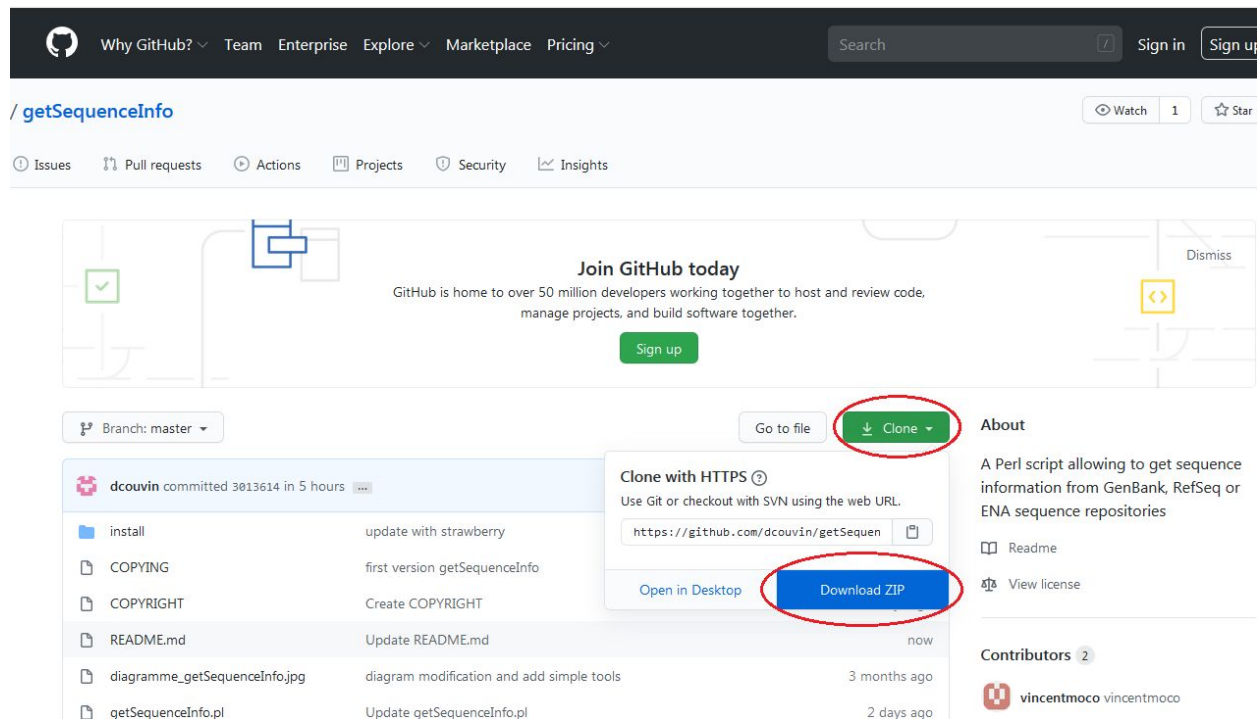 Why GitHub? Team Enterprise Explore Marketplace Pricing Search / Sign in Sign up
/ getSequenceInfo Watch 1 Star
Issues Pull requests Actions Projects Security Insights
Dismiss
Join GitHub today
GitHub is home to over 50 million developers working together to host and review code,
manage projects, and build software together.
Sign up
Branch: master Go to file Clone
dcouvin committed 3013614 in 5 hours ...
install update with strawberry
COPYING first version getSequenceInfo
COPYRIGHT Create COPYRIGHT
README.md Update README.md now
diagramme_getSequenceInfo.jpg diagram modification and add simple tools 3 months ago
getSequenceInfo.pl Update getSequenceInfo.pl 2 days ago
Clone with HTTPS ?
Use Git or checkout with SVN using the web URL.
https://github.com/dcouvin/getSequen
Open in Desktop Download ZIP
About
A Perl script allowing to get sequence
information from GenBank, RefSeq or
ENA sequence repositories
Readme
View license
Contributors 2
vincentmoco vincentmoco